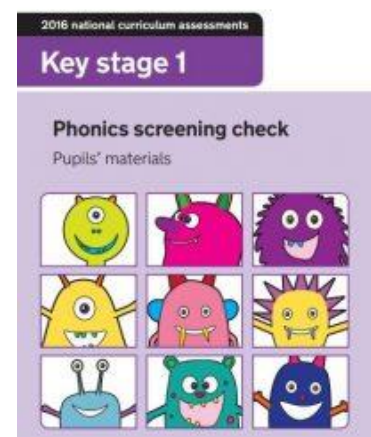 2016 national curriculum assessments
Key stage 1
Phonics screening check
Pupils' materials